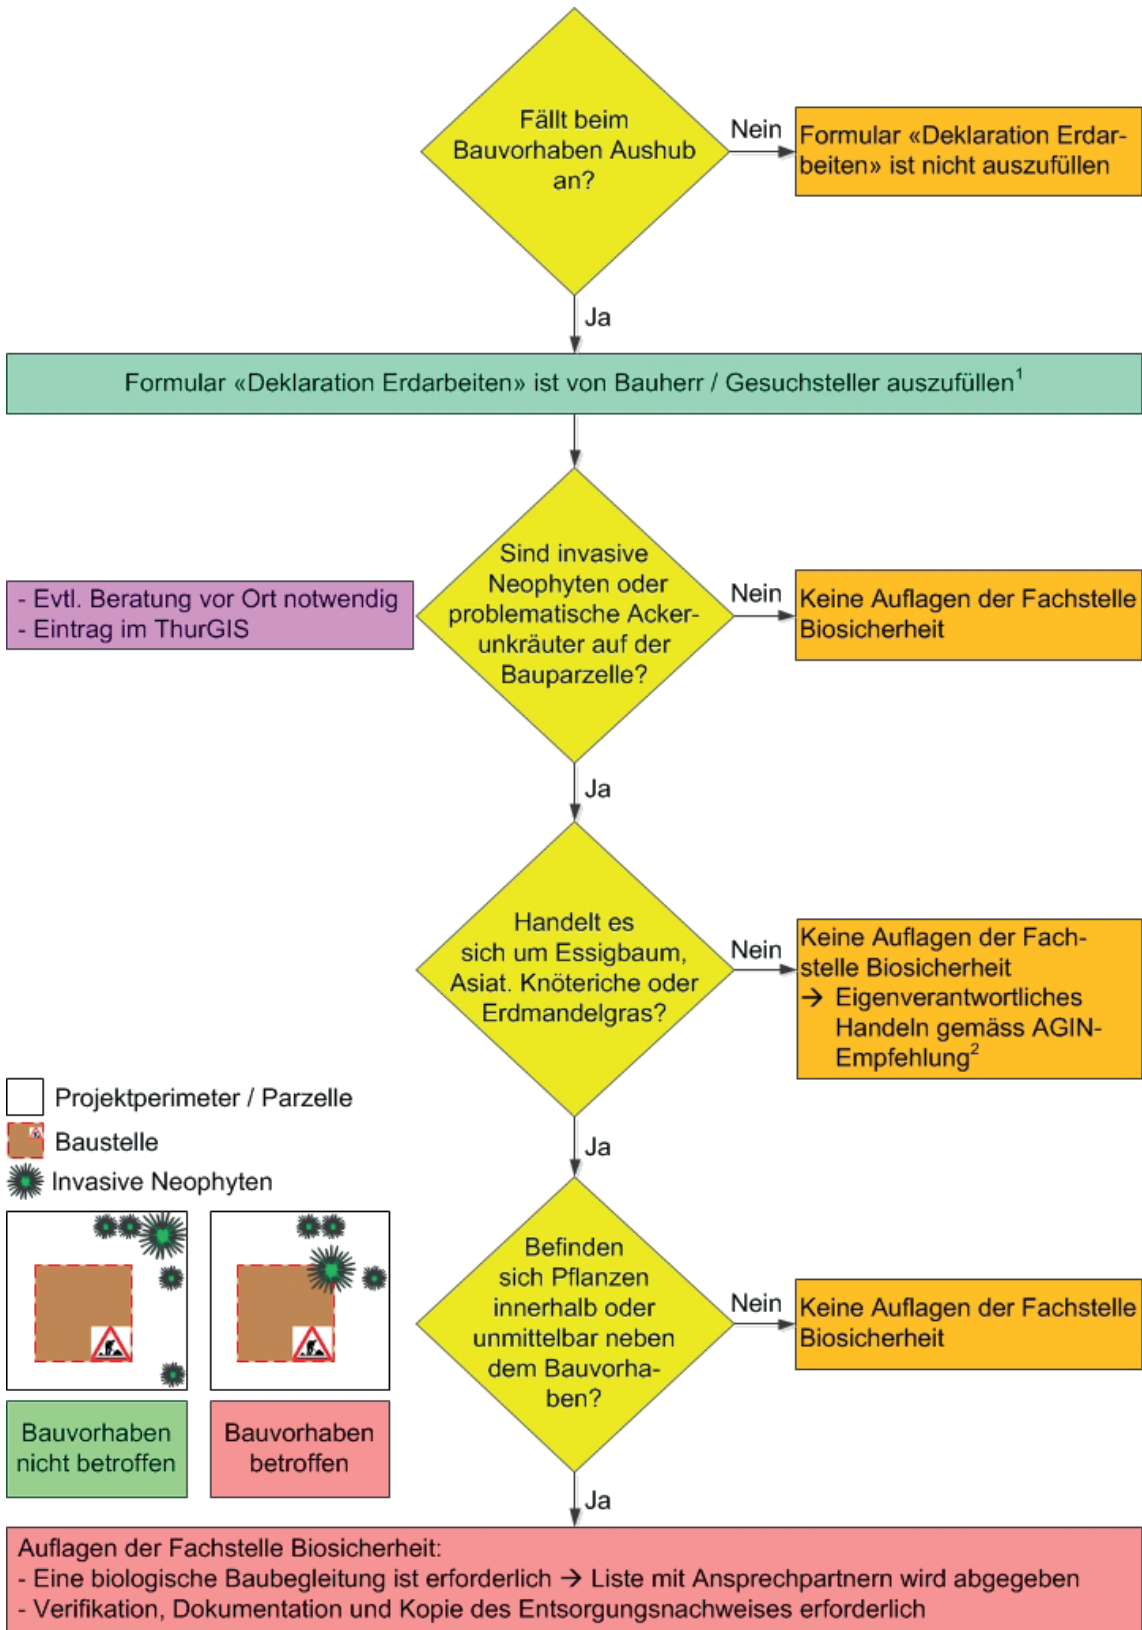 Fällt beim
Bauvorhaben Aushub
an?
Nein
Formular «Deklaration Erdar-
beiten» ist nicht auszufüllen
Ja
Formular «Deklaration Erdarbeiten» ist von Bauherr / Gesuchsteller auszufüllen¹
- Evtl. Beratung vor Ort notwendig
- Eintrag im ThurGIS
Sind invasive
Neophyten oder
problematische Acker-
unkräuter auf der
Bauparzelle?
Nein
Keine Auflagen der Fachstelle
Biosicherheit
Ja
Handelt es
sich um Essigbaum,
Asiat. Knöteriche oder
Erdmandelgras?
Nein
Keine Auflagen der Fach-
stelle Biosicherheit
→ Eigenverantwortliches
Handeln gemäss AGIN-
Empfehlung²
Ja
Projektperimeter / Parzelle
Baustelle
Invasive Neophyten
Bauvorhaben
nicht betroffen
Bauvorhaben
betroffen
Befinden
sich Pflanzen
innerhalb oder
unmittelbar neben
dem Bauvorha-
ben?
Nein
Keine Auflagen der Fachstelle
Biosicherheit
Ja
Auflagen der Fachstelle Biosicherheit:
- Eine biologische Baubegleitung ist erforderlich → Liste mit Ansprechpartnern wird abgegeben
- Verifikation, Dokumentation und Kopie des Entsorgungsnachweises erforderlich